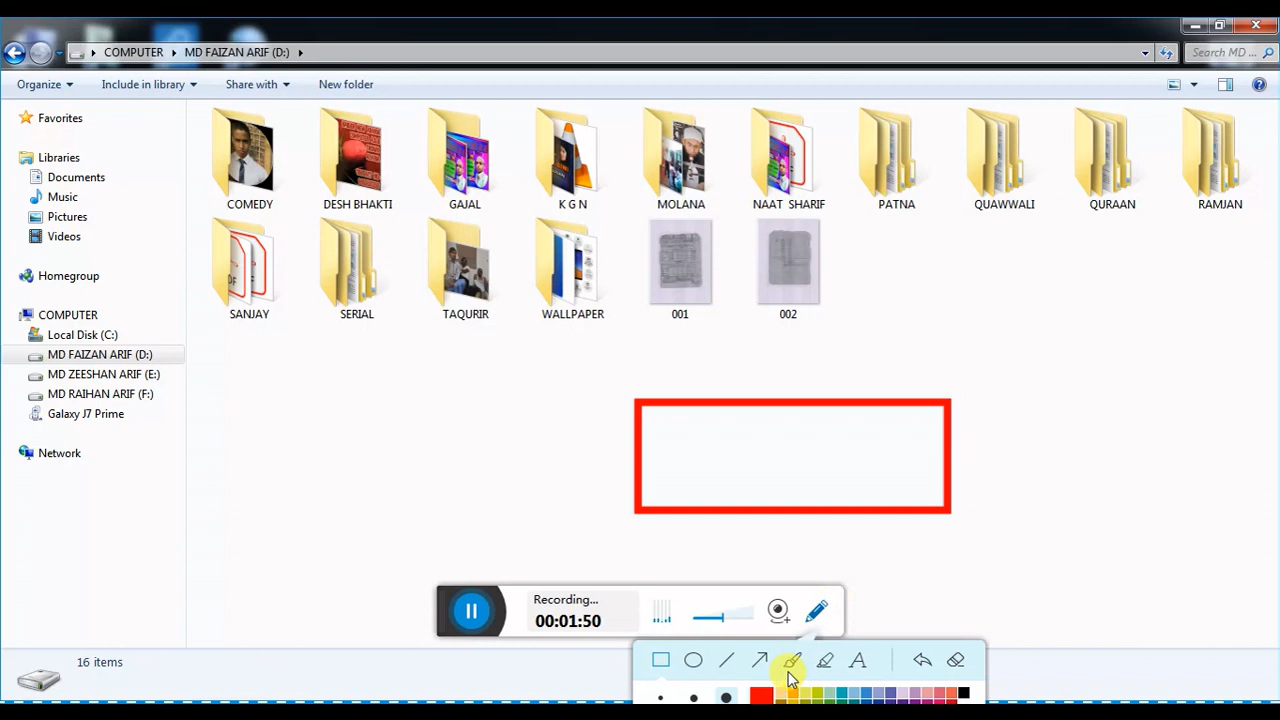 COMPUTER MD FAIZAN ARIF (D:) Search MD ...
Organize Include in library Share with New folder
Favorites
Libraries
Documents
Music
Pictures
Videos
Homegroup
COMPUTER
Local Disk (C:)
MD FAIZAN ARIF (D:)
MD ZEESHAN ARIF (E:)
MD RAIHAN ARIF (F:)
Galaxy J7 Prime
Network
COMEDY DESH BHAKTI GAJAL K G N MOLANA NAAT SHARIF PATNA QUAWWALI QURAAN RAMJAN
SANJAY SERIAL TAQURIR WALLPAPER 001 002
Recording...
00:01:50
A
16 items